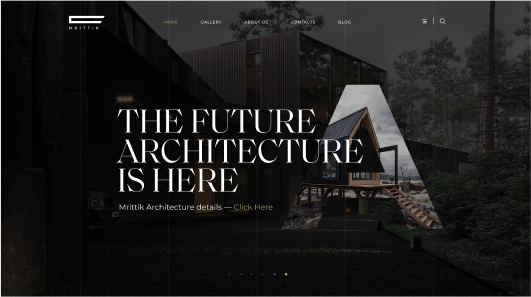 MRITTIK
HOME GALLERY ABOUT US CONTACTS BLOG
THE FUTURE
ARCHITECTURE
IS HERE
Mrittik Architecture details — Click Here